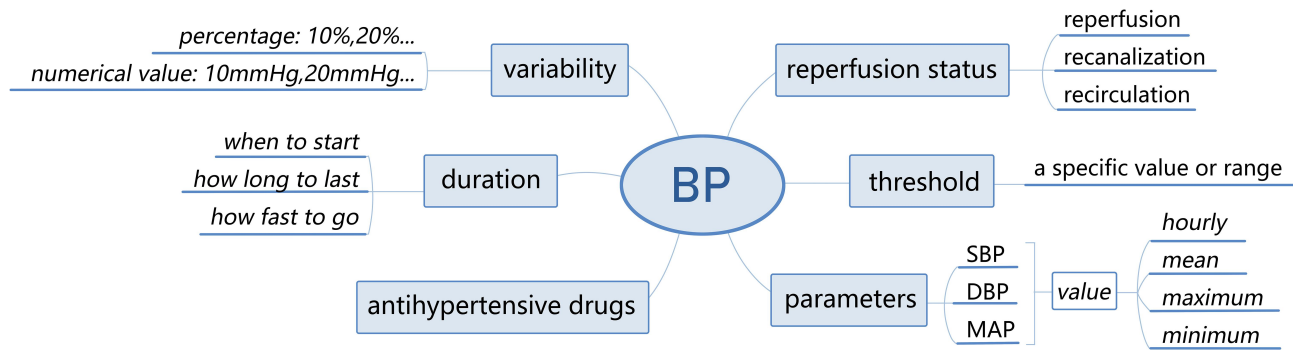 BP
variability
percentage: 10%,20%...
numerical value: 10mmHg,20mmHg...
duration
when to start
how long to last
how fast to go
antihypertensive drugs
reperfusion status
reperfusion
recanalization
recirculation
threshold
a specific value or range
parameters
SBP
DBP
MAP
value
hourly
mean
maximum
minimum